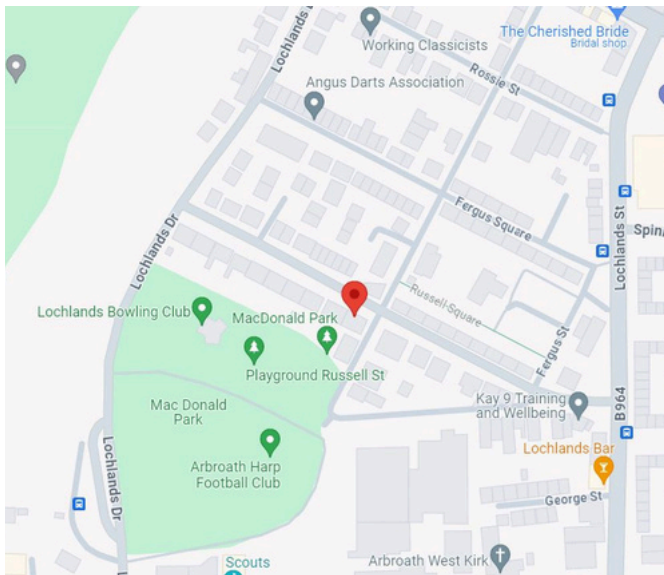 The Cherished Bride
Bridal shop
Working Classicists
Lochlands Dr
Rossie St
Angus Darts Association
Fergus Square
Lochlands St
Lochlands Dr
Lochlands Bowling Club
MacDonald Park
Russell-Square
Playground Russell St
Fergus St
Mac Donald
Park
Kay 9 Training
and Wellbeing
B964
Arbroath Harp
Football Club
Lochlands Bar
Lochlands Dr
George St
Scouts
Arbroath West Kirk